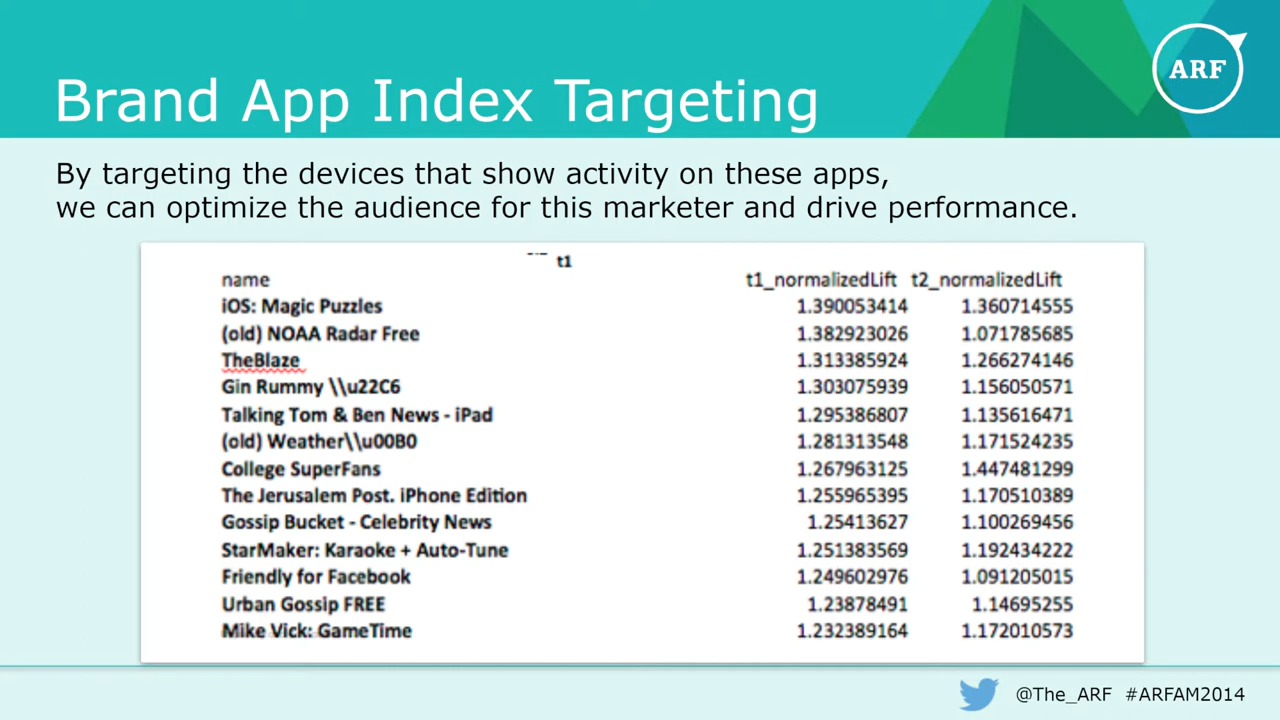 ARF
Brand App Index Targeting
By targeting the devices that show activity on these apps,
we can optimize the audience for this marketer and drive performance.
t1
name t1_normalizedLift t2_normalizedLift
iOS: Magic Puzzles 1.390053414 1.360714555
(old) NOAA Radar Free 1.382923026 1.071785685
TheBlaze 1.313385924 1.266274146
Gin Rummy \\u22C6 1.303075939 1.156050571
Talking Tom & Ben News - iPad 1.295386807 1.135616471
(old) Weather\\u00B0 1.281313548 1.171524235
College SuperFans 1.267963125 1.447481299
The Jerusalem Post. iPhone Edition 1.255965395 1.170510389
Gossip Bucket - Celebrity News 1.25413627 1.100269456
StarMaker: Karaoke + Auto-Tune 1.251383569 1.192434222
Friendly for Facebook 1.249602976 1.091205015
Urban Gossip FREE 1.23878491 1.14695255
Mike Vick: GameTime 1.232389164 1.172010573
@The_ARF #ARFAM2014